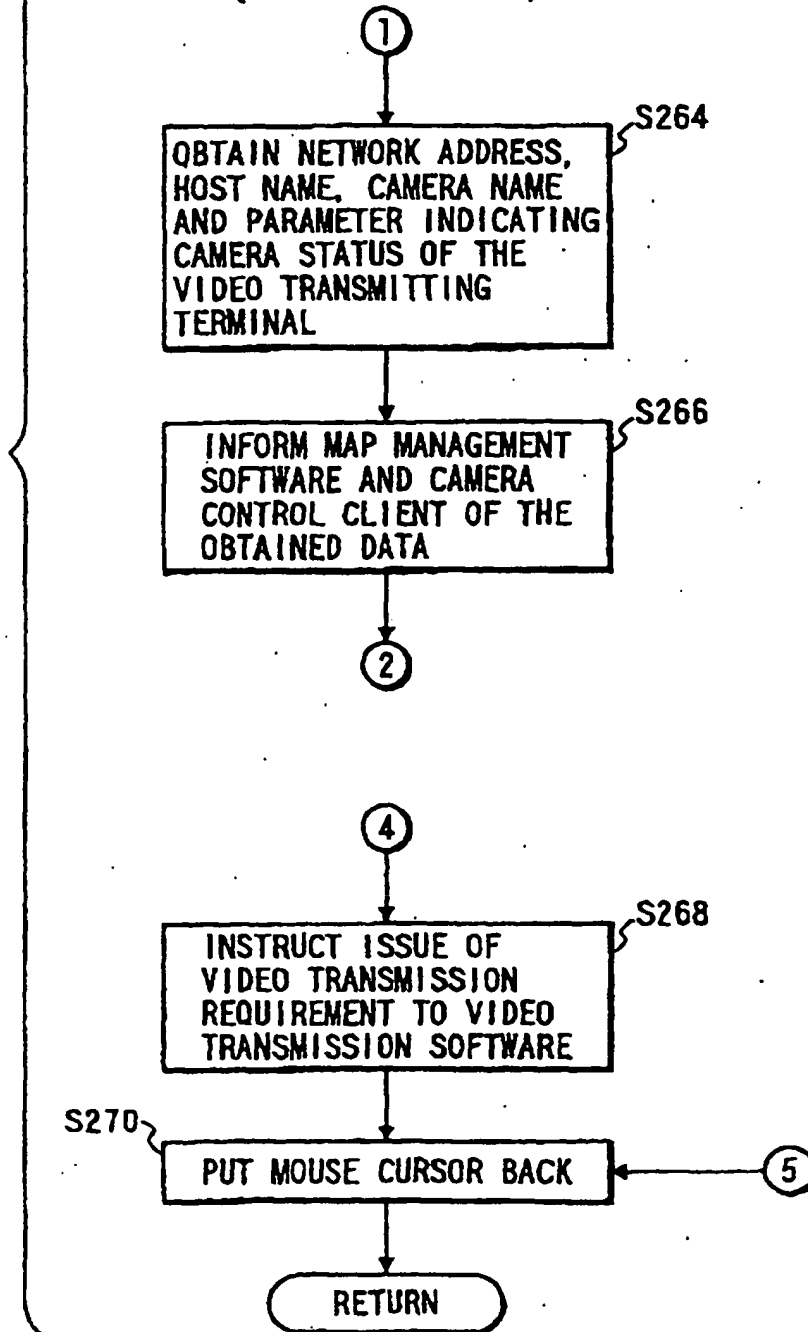 1
S264
OBTAIN NETWORK ADDRESS,
HOST NAME, CAMERA NAME
AND PARAMETER INDICATING
CAMERA STATUS OF THE
VIDEO TRANSMITTING
TERMINAL
S266
INFORM MAP MANAGEMENT
SOFTWARE AND CAMERA
CONTROL CLIENT OF THE
OBTAINED DATA
2
4
S268
INSTRUCT ISSUE OF
VIDEO TRANSMISSION
REQUIREMENT TO VIDEO
TRANSMISSION SOFTWARE
S270
PUT MOUSE CURSOR BACK
5
RETURN